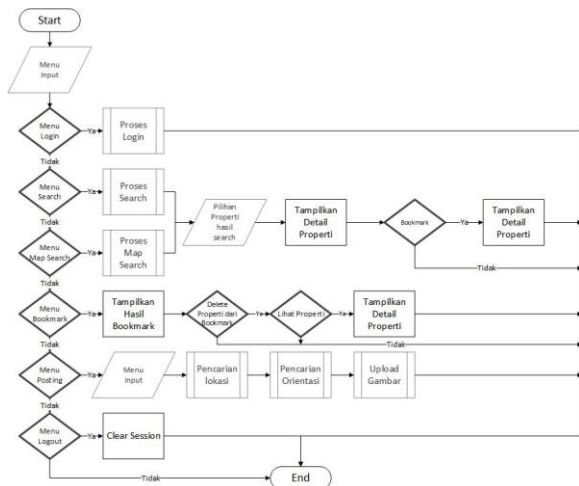 Start
Menu
Input
Menu
Login
Ya
Proses
Login
Tidak
Menu
Search
Ya
Proses
Search
Tidak
Pilihan
Properti
hasil
search
Tampilkan
Detail
Properti
Bookmark
Ya
Tampilkan
Detail
Properti
Tidak
Menu
Map Search
Ya
Proses
Map
Search
Tidak
Menu
Bookmark
Ya
Tampilkan
Hasil
Bookmark
Delete
Properti dari
Bookmark
Ya
Lihat Properti
Ya
Tampilkan
Detail
Properti
Tidak
Tidak
Menu
Posting
Ya
Menu
Input
Pencarian
lokasi
Pencarian
Orientasi
Upload
Gambar
Tidak
Menu
Logout
Ya
Clear Session
Tidak
End